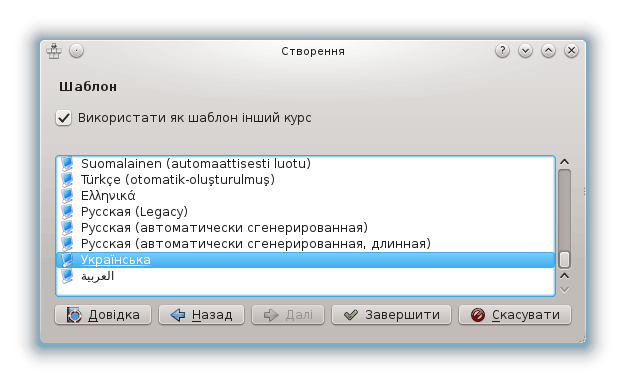 Створення
Шаблон
Використати як шаблон інший курс
Suomalainen (automaattisesti luotu)
Türkçe (otomatik-oluşturulmuş)
Ελληνικά
Русская (Legacy)
Русская (автоматически сгенерированная)
Русская (автоматически сгенерированная, длинная)
Українська
العربية
Довідка Назад Далі Завершити Скасувати